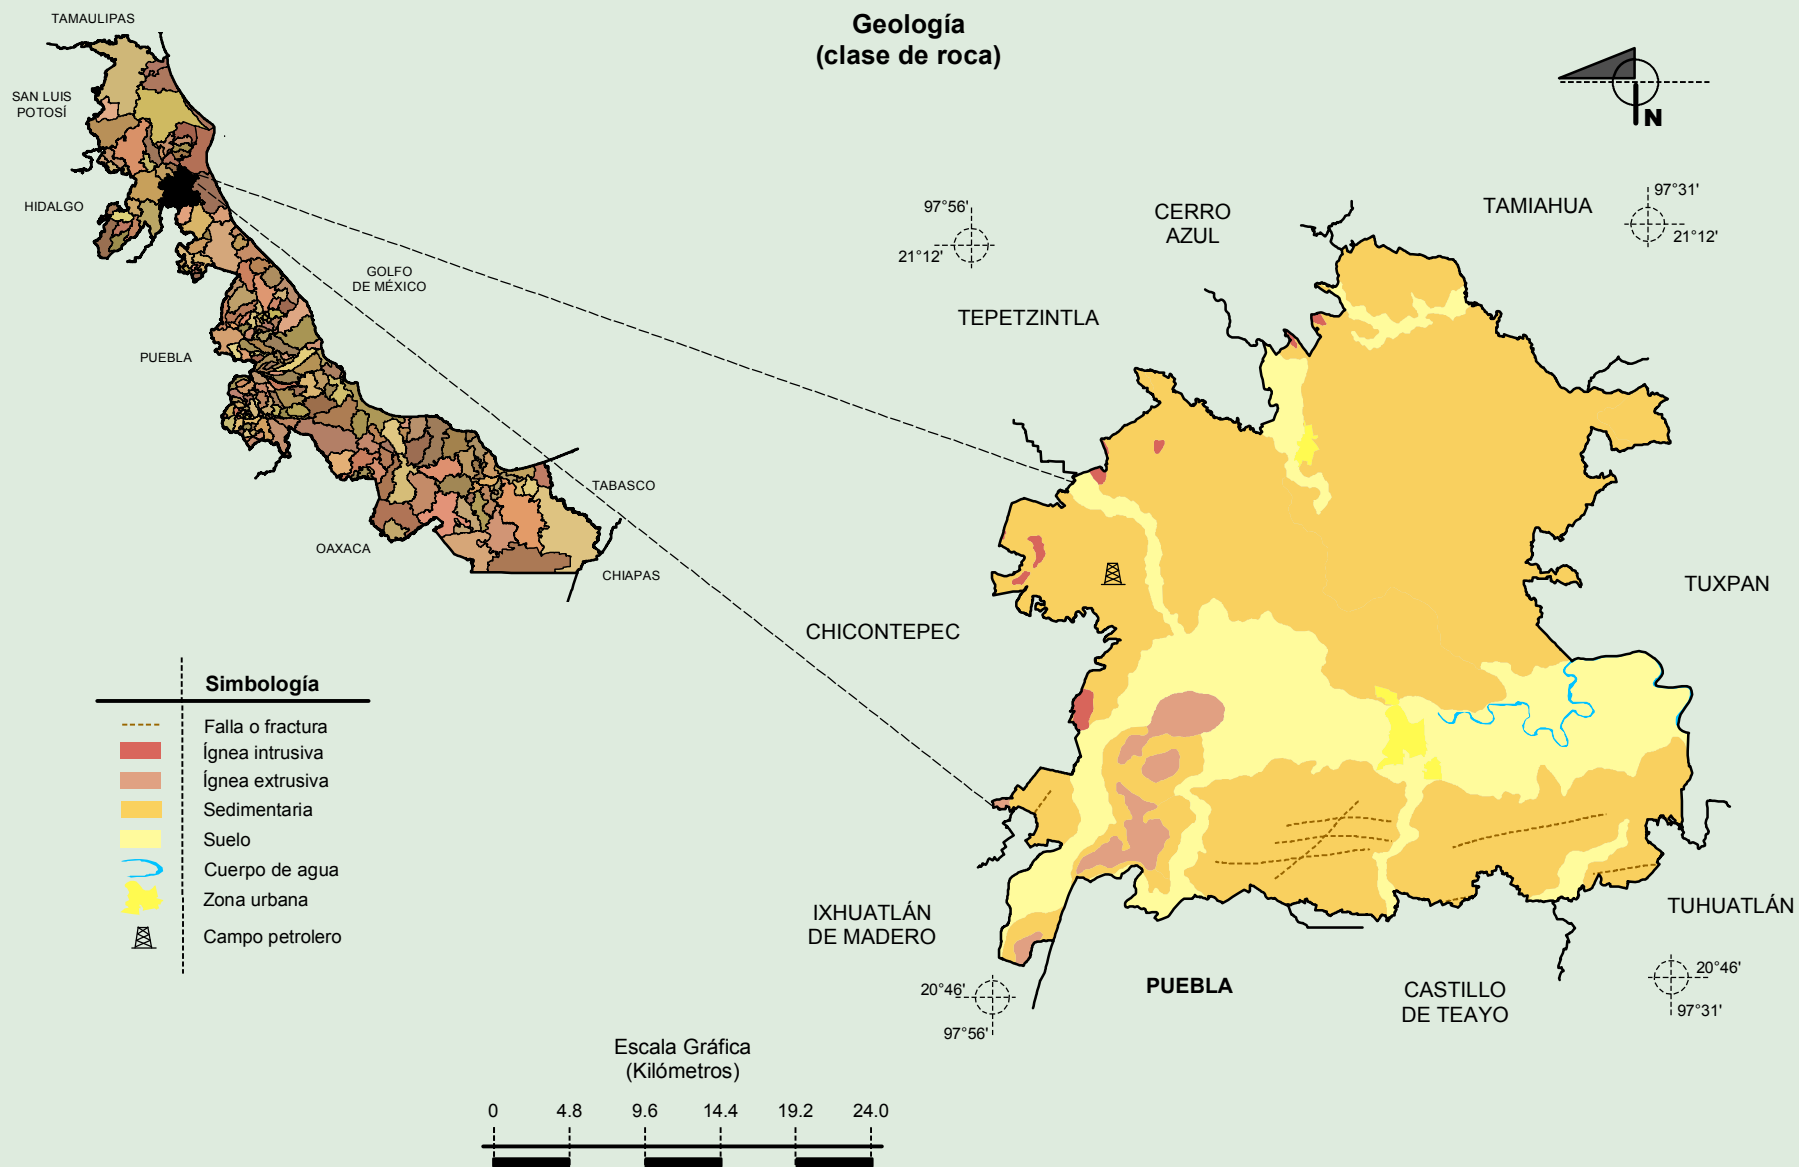 Geología
(clase de roca)
TAMAULIPAS
SAN LUIS
POTOSÍ
HIDALGO
GOLFO
DE MÉXICO
PUEBLA
TABASCO
OAXACA
CHIAPAS
N
97°56'
21°12'
CERRO
AZUL
TAMIAHUA
97°31'
21°12'
TEPETZINTLA
TUXPAN
CHICONTEPEC
IXHUATLÁN
DE MADERO
TUHUATLÁN
20°46'
97°56'
PUEBLA
CASTILLO
DE TEAYO
20°46'
97°31'
Simbología
Falla o fractura
Ígnea intrusiva
Ígnea extrusiva
Sedimentaria
Suelo
Cuerpo de agua
Zona urbana
Campo petrolero
Escala Gráfica
(Kilómetros)
0 4.8 9.6 14.4 19.2 24.0